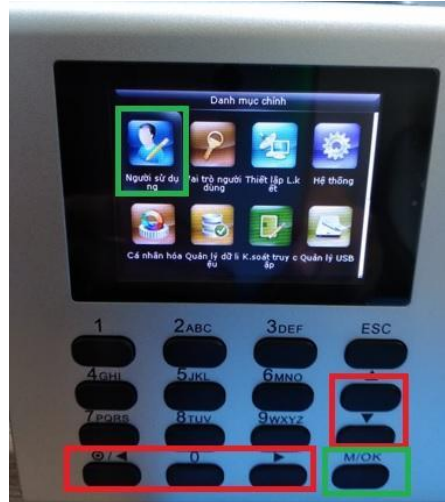 Danh mục chính
Người sử dụ
ng
Vai trò người
dùng
Thiết lập L.k
ết
Hệ thống
Cá nhân hóa
Quản lý dữ li
ệu
K.soát truy c
ập
Quản lý USB
1 2ABC 3DEF ESC
4GHI 5JKL 6MNO ▲
7PQRS 8TUV 9WXYZ ▼
⊙/◀ 0 ▶ M/OK